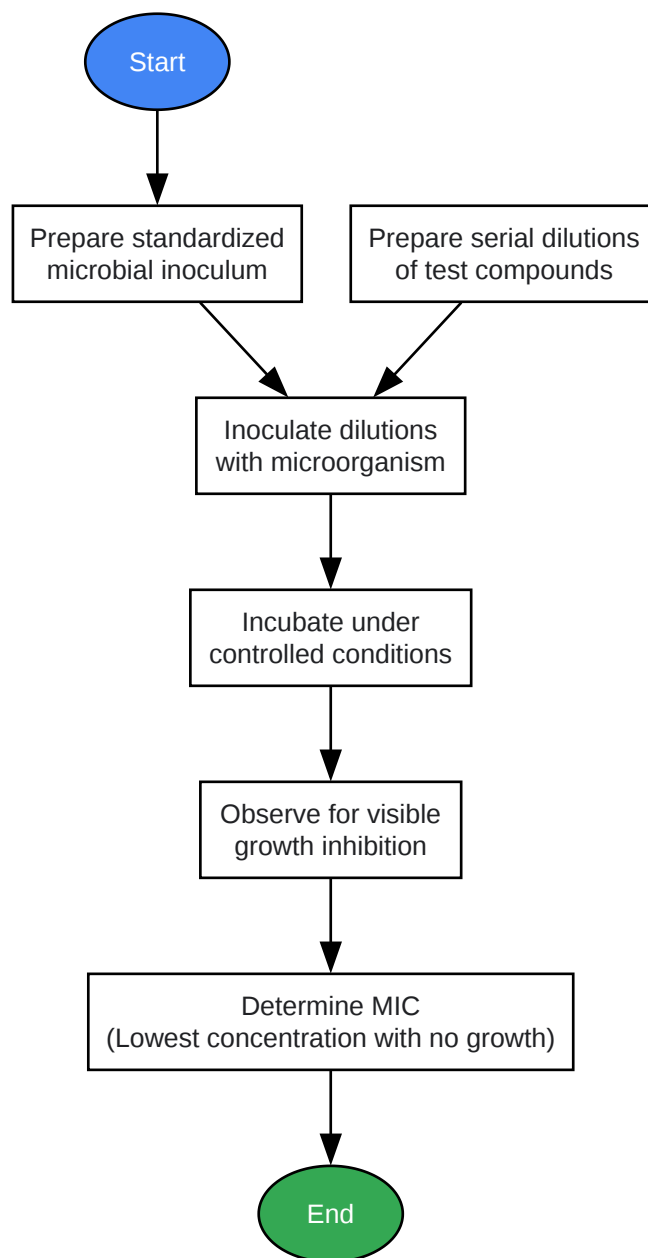 Start
Prepare standardized
microbial inoculum
Prepare serial dilutions
of test compounds
Inoculate dilutions
with microorganism
Incubate under
controlled conditions
Observe for visible
growth inhibition
Determine MIC
(Lowest concentration with no growth)
End